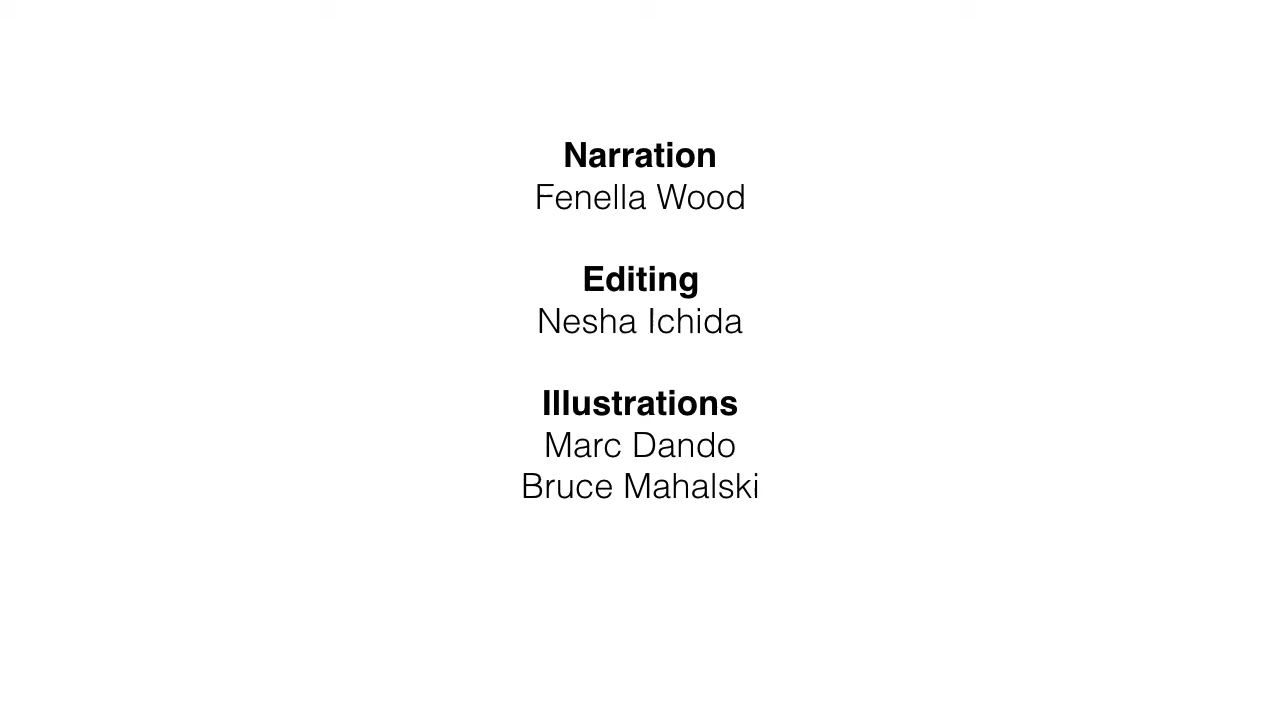 Narration
Fenella Wood
Editing
Nesha Ichida
Illustrations
Marc Dando
Bruce Mahalski